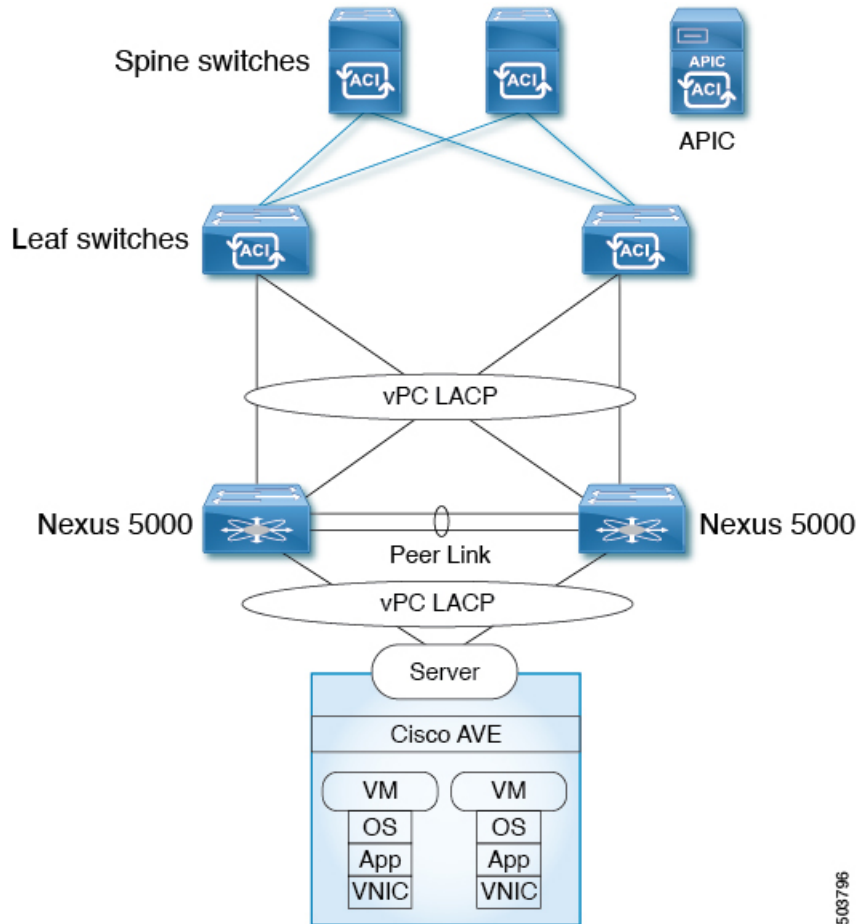 Spine switches
ACI
ACI
APIC
ACI
APIC
Leaf switches
ACI
ACI
vPC LACP
Nexus 5000
Nexus 5000
Peer Link
vPC LACP
Server
Cisco AVE
VM VM
OS OS
App App
VNIC VNIC
503796